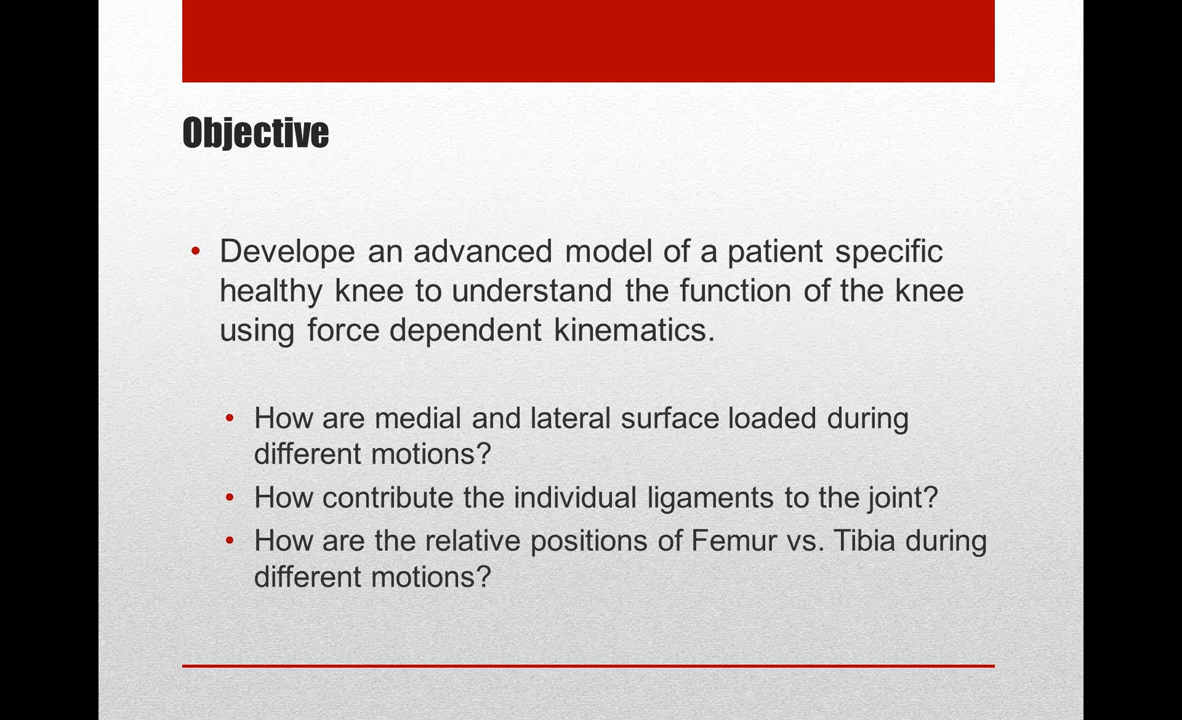 Objective
• Develope an advanced model of a patient specific
healthy knee to understand the function of the knee
using force dependent kinematics.
• How are medial and lateral surface loaded during
different motions?
• How contribute the individual ligaments to the joint?
• How are the relative positions of Femur vs. Tibia during
different motions?